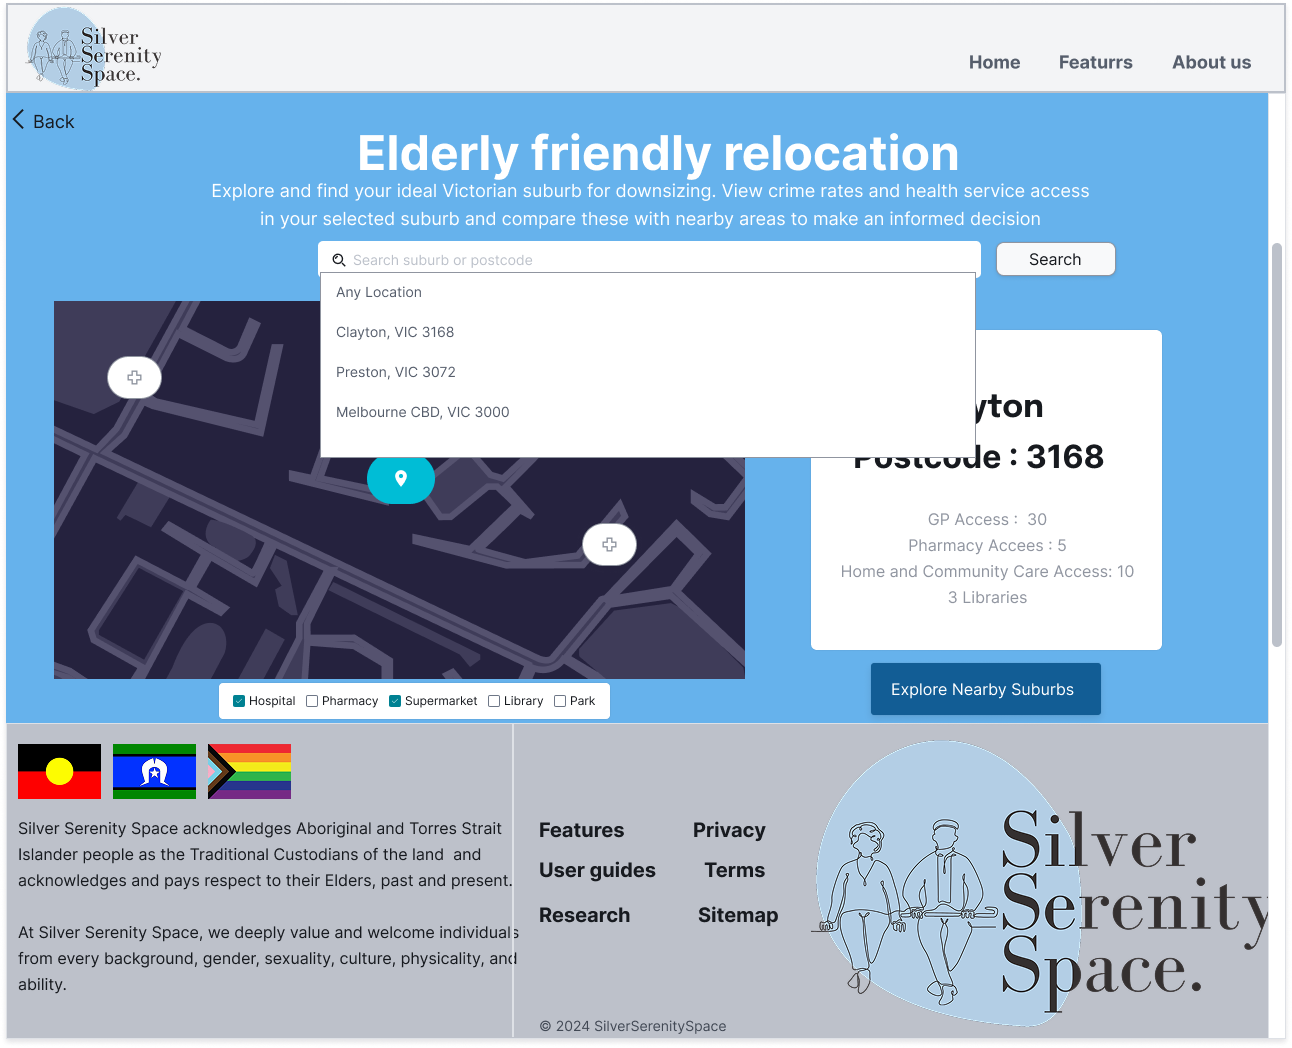 Silver
Serenity
Space.
Home
Featurrs
About us
Back
Elderly friendly relocation
Explore and find your ideal Victorian suburb for downsizing. View crime rates and health service access
in your selected suburb and compare these with nearby areas to make an informed decision
Search suburb or postcode
Search
Any Location
Clayton, VIC 3168
Preston, VIC 3072
Melbourne CBD, VIC 3000
yton
Postcode : 3168
GP Access : 30
Pharmacy Accees : 5
Home and Community Care Access: 10
3 Libraries
Hospital
Pharmacy
Supermarket
Library
Park
Explore Nearby Suburbs
Silver Serenity Space acknowledges Aboriginal and Torres Strait
Islander people as the Traditional Custodians of the land and
acknowledges and pays respect to their Elders, past and present.
At Silver Serenity Space, we deeply value and welcome individuals
from every background, gender, sexuality, culture, physicality, and
ability.
Features
Privacy
User guides
Terms
Research
Sitemap
© 2024 SilverSerenitySpace
Silver
Serenity
Space.